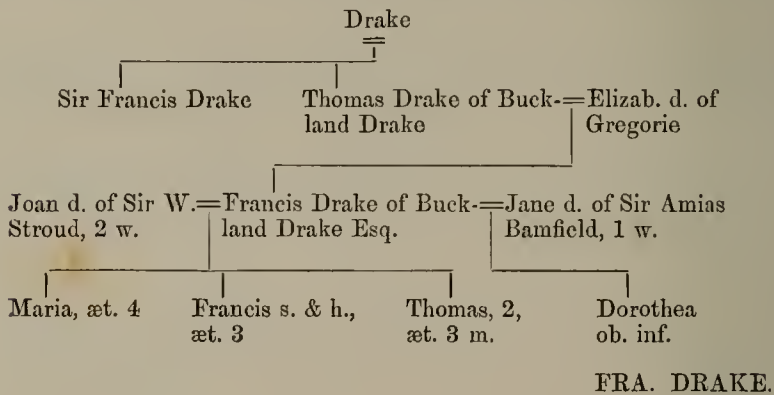 Drake
Sir Francis Drake
Thomas Drake of Buck-=Elizab. d. of
land Drake
Gregorie
Joan d. of Sir W.=Francis Drake of Buck-=Jane d. of Sir Amias
Stroud, 2 w.
land Drake Esq.
Bamfield, 1 w.
Maria, æt. 4
Francis s. & h.,
æt. 3
Thomas, 2,
æt. 3 m.
Dorothea
ob. inf.
FRA. DRAKE.